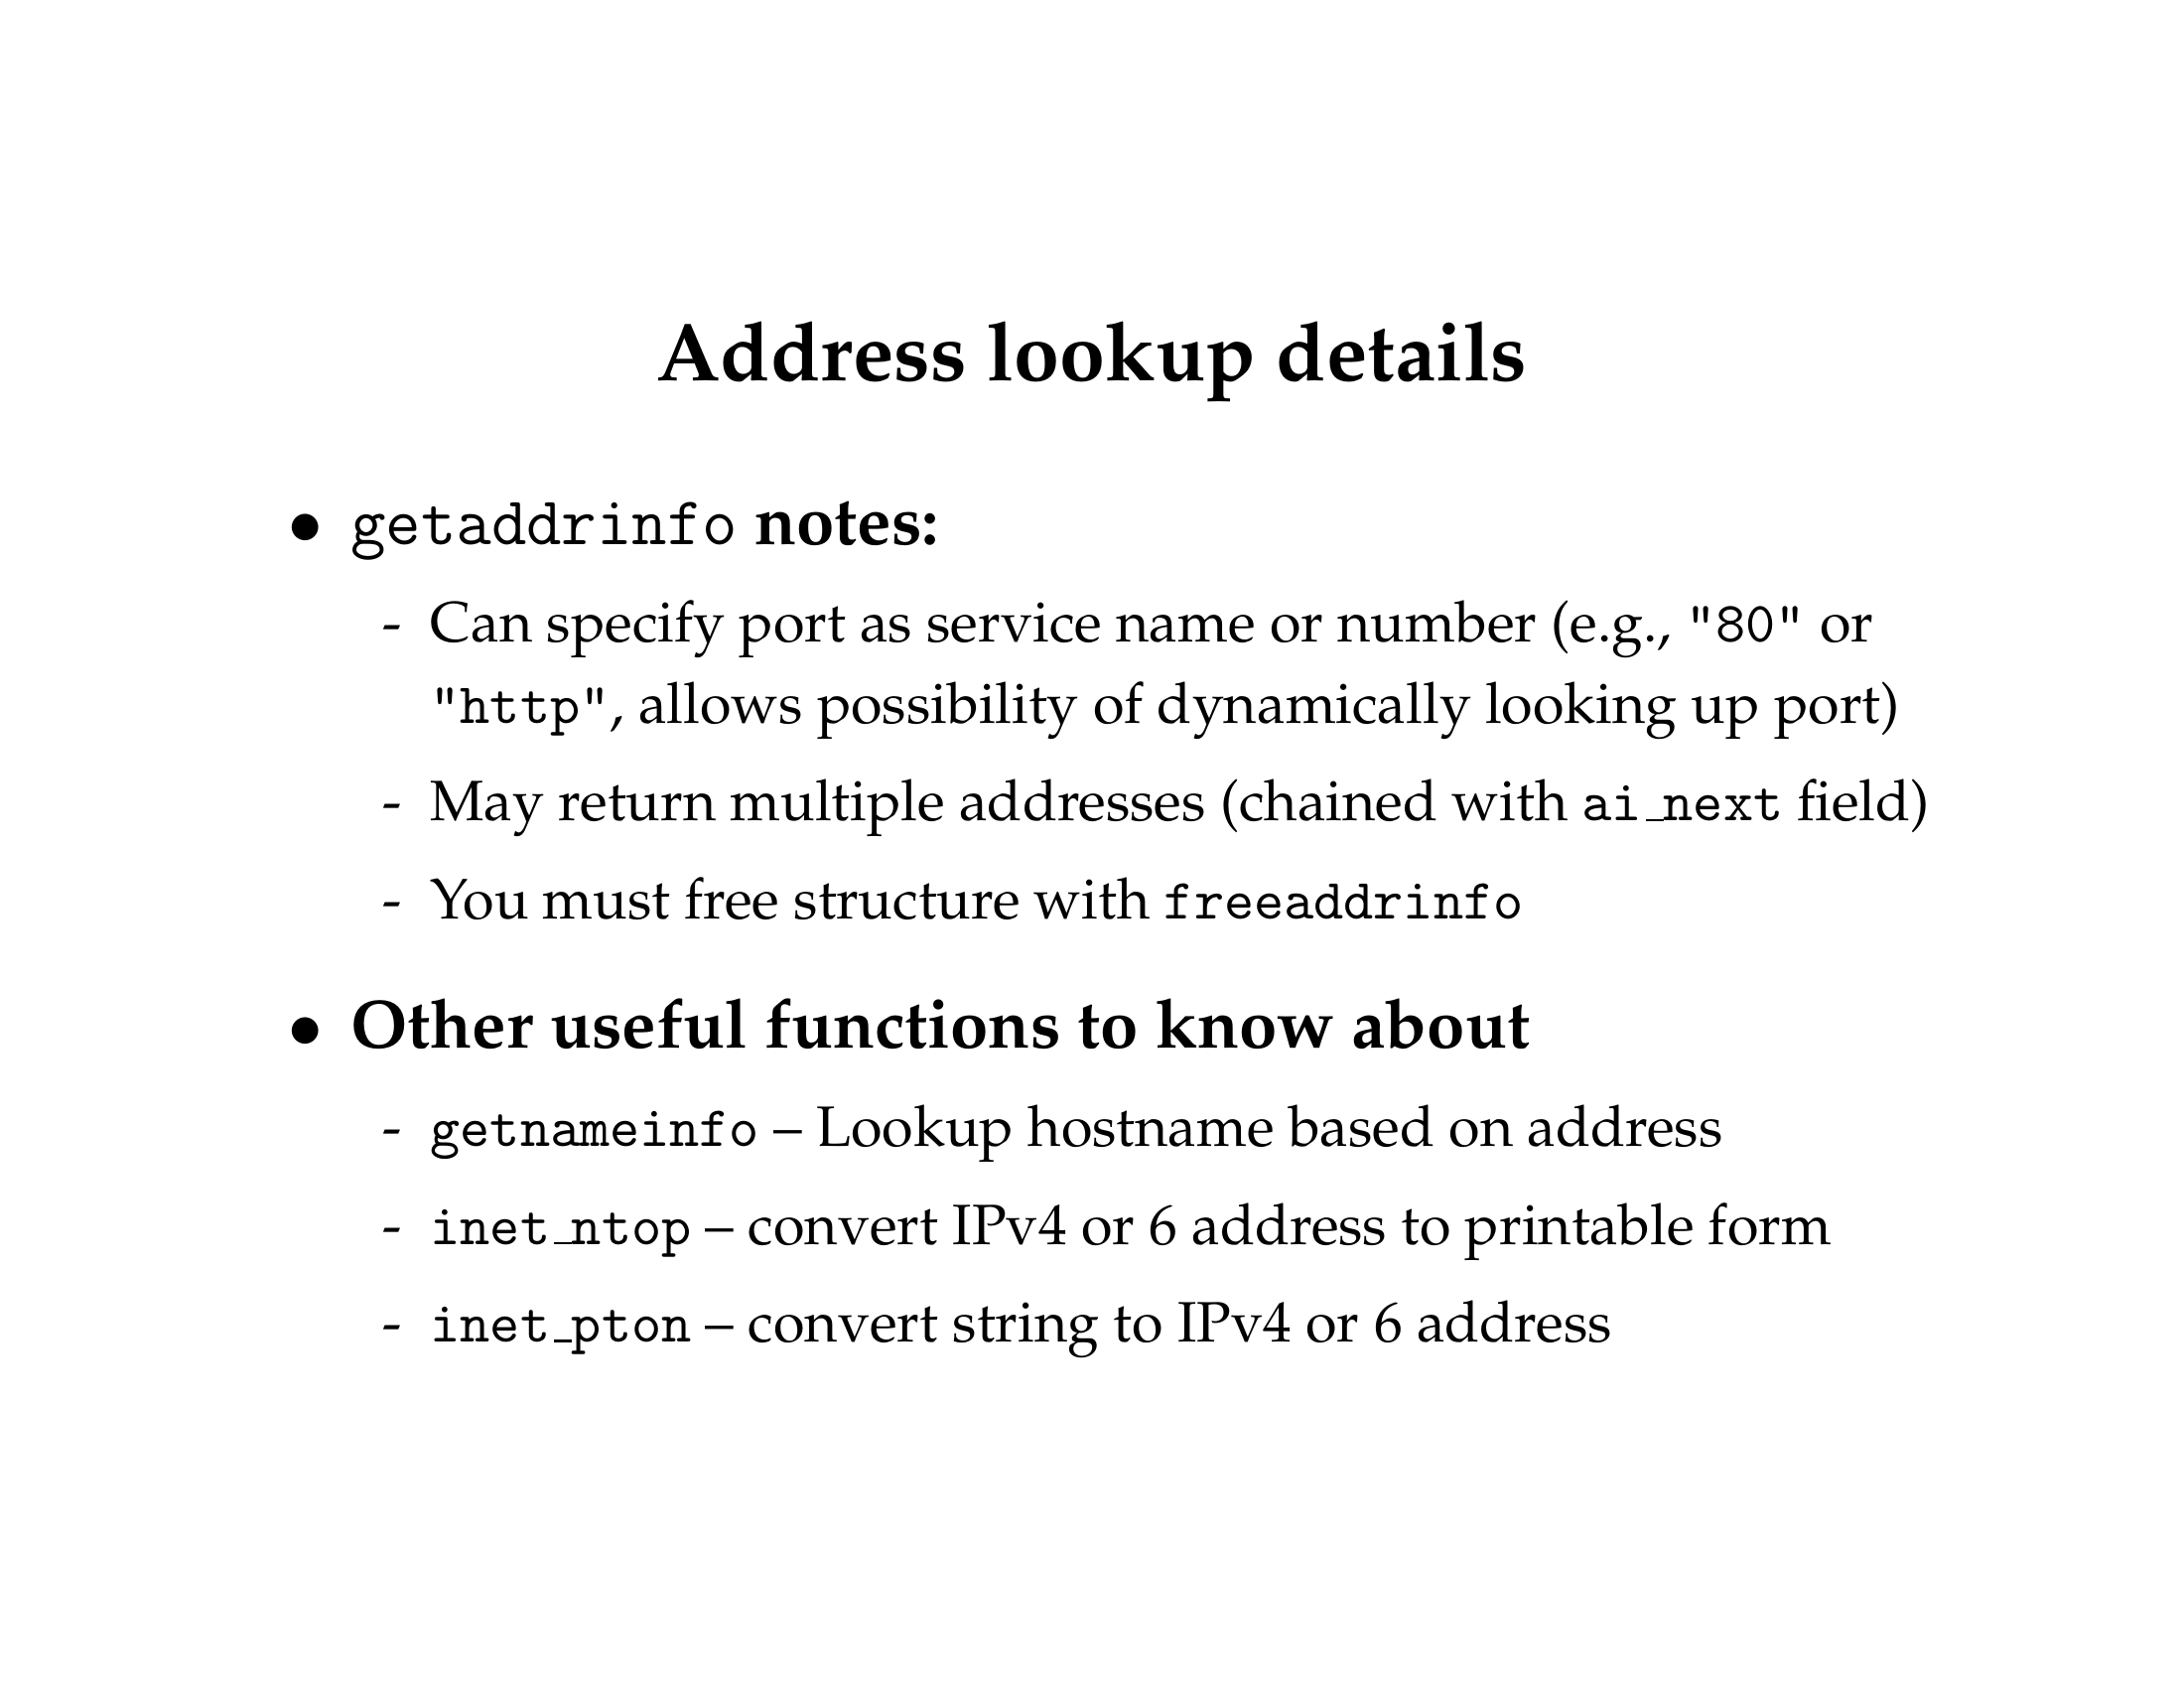 Address lookup details
• getaddrinfo notes:
- Can specify port as service name or number (e.g., "80" or
"http", allows possibility of dynamically looking up port)
- May return multiple addresses (chained with ai_next field)
- You must free structure with freeaddrinfo
• Other useful functions to know about
- getnameinfo – Lookup hostname based on address
- inet_ntop – convert IPv4 or 6 address to printable form
- inet_pton – convert string to IPv4 or 6 address